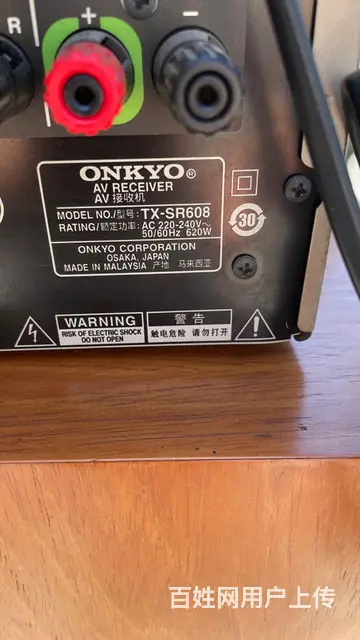 R
+
−
ONKYO®
AV RECEIVER
AV 接收机
MODEL NO./型号: TX-SR608
RATING/额定功率: AC 220-240V~
50/60Hz 620W
ONKYO CORPORATION
OSAKA, JAPAN
MADE IN MALAYSIA 产地 马来西亚
30
WARNING
RISK OF ELECTRIC SHOCK
DO NOT OPEN
警告
触电危险 请勿打开
百姓网用户上传